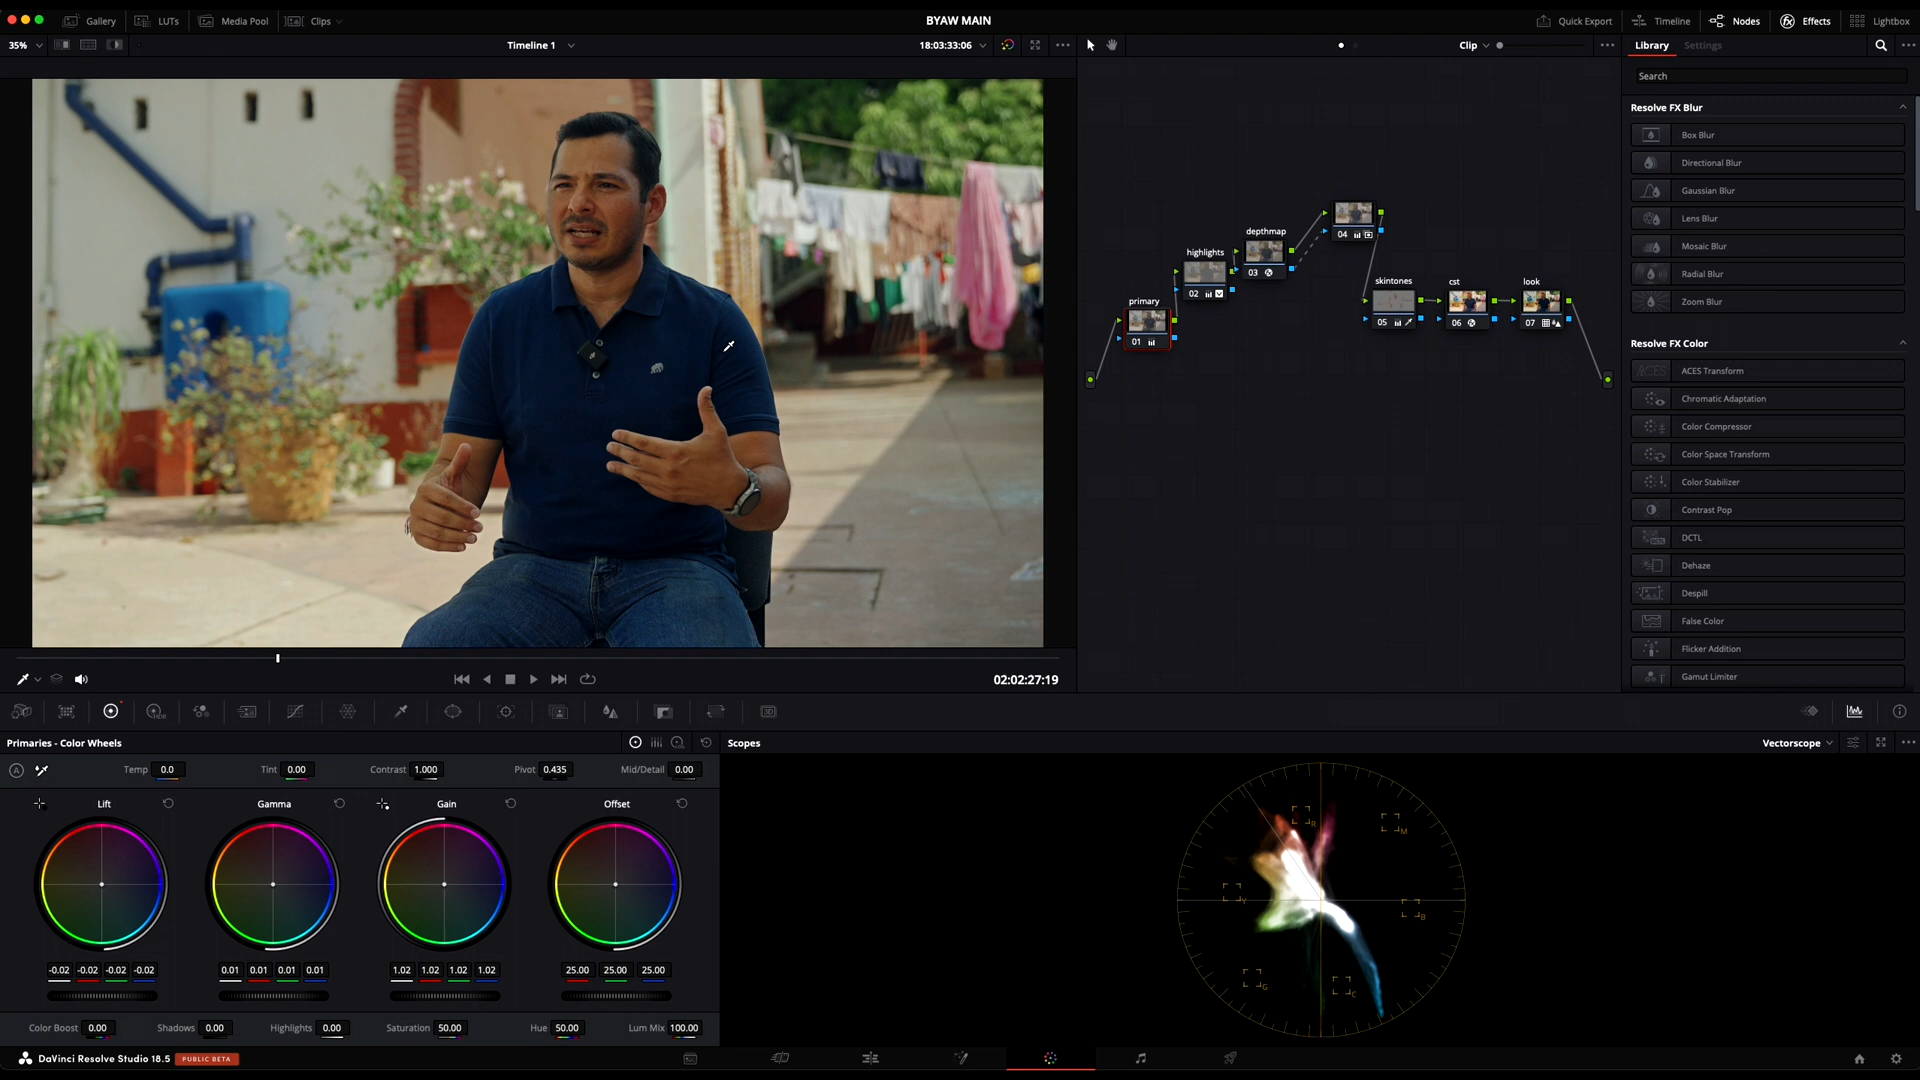 Gallery LUTs Media Pool Clips BYAW MAIN Quick Export Timeline Nodes Effects Lightbox
35% Timeline 1 18:03:33:06 Clip Library Settings
Search
Resolve FX Blur
Box Blur
Directional Blur
Gaussian Blur
Lens Blur
Mosaic Blur
Radial Blur
Zoom Blur
Resolve FX Color
ACES Transform
Chromatic Adaptation
Color Compressor
Color Space Transform
Color Stabilizer
Contrast Pop
DCTL
Dehaze
Despill
False Color
Flicker Addition
Gamut Limiter
04
depthmap
03
highlights
02
primary
01
skintones cst look
05 06 07
02:02:27:19
HDR
3D
Primaries - Color Wheels Scopes Vectorscope
A Temp 0.0 Tint 0.00 Contrast 1.000 Pivot 0.435 Mid/Detail 0.00
Lift Gamma Gain Offset
-0.02 -0.02 -0.02 -0.02 0.01 0.01 0.01 0.01 1.02 1.02 1.02 1.02 25.00 25.00 25.00
Color Boost 0.00 Shadows 0.00 Highlights 0.00 Saturation 50.00 Hue 50.00 Lum Mix 100.00
R M
Y B
G C
DaVinci Resolve Studio 18.5 PUBLIC BETA